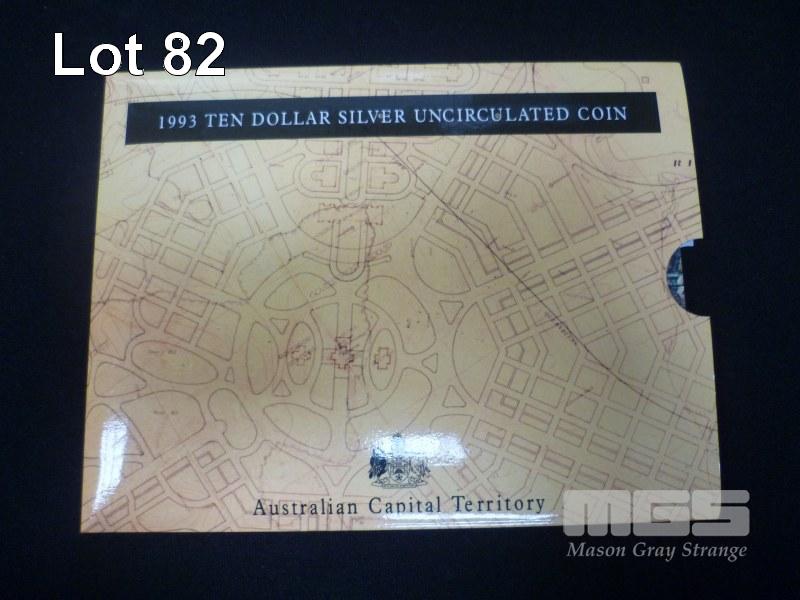 Lot 82
1993 TEN DOLLAR SILVER UNCIRCULATED COIN
R I
Australian Capital Territory
MGS
Mason Gray Strange